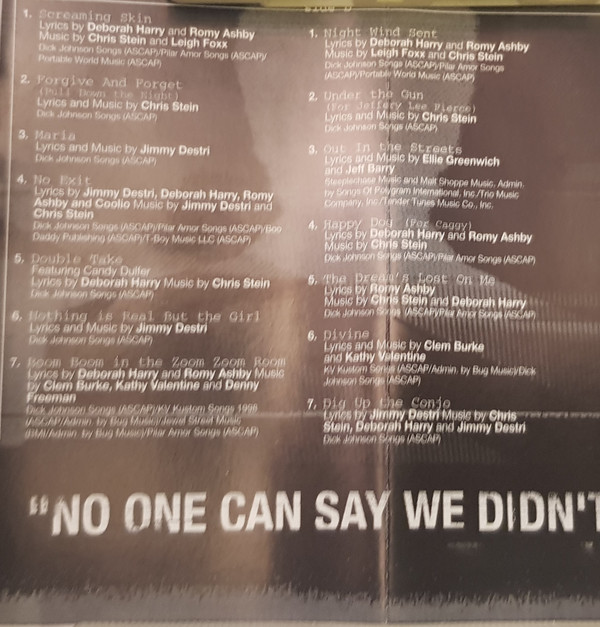 1. Screaming Skin
Lyrics by Deborah Harry and Romy Ashby
Music by Chris Stein and Leigh Foxx
Dick Johnson Songs (ASCAP)/Pilar Amor Songs (ASCAP)/
Portable World Music (ASCAP)
2. Forgive And Forget
(Pull Down the Night)
Lyrics and Music by Chris Stein
Dick Johnson Songs (ASCAP)
3. Maria
Lyrics and Music by Jimmy Destri
Dick Johnson Songs (ASCAP)
4. No Exit
Lyrics by Jimmy Destri, Deborah Harry, Romy
Ashby and Coolio Music by Jimmy Destri and
Chris Stein
Dick Johnson Songs (ASCAP)/Pilar Amor Songs (ASCAP)/Boo
Daddy Publishing (ASCAP)/T-Boy Music LLC (ASCAP)
5. Double Take
Featuring Candy Dulfer
Lyrics by Deborah Harry Music by Chris Stein
Dick Johnson Songs (ASCAP)
6. Nothing is Real But the Girl
Lyrics and Music by Jimmy Destri
Dick Johnson Songs (ASCAP)
7. Boom Boom in the Zoom Zoom Room
Lyrics by Deborah Harry and Romy Ashby Music
by Clem Burke, Kathy Valentine and Denny
Freeman
Dick Johnson Songs (ASCAP)/KV Kustom Songs 1998
(ASCAP/Admin. by Bug Music)/Jewel Street Music
(BMI/Admin. by Bug Music)/Pilar Amor Songs (ASCAP)
1. Night Wind Sent
Lyrics by Deborah Harry and Romy Ashby
Music by Leigh Foxx and Chris Stein
Dick Johnson Songs (ASCAP)/Pilar Amor Songs
(ASCAP)/Portable World Music (ASCAP)
2. Under the Gun
(For Jeffery Lee Pierce)
Lyrics and Music by Chris Stein
Dick Johnson Songs (ASCAP)
3. Out In the Streets
Lyrics and Music by Ellie Greenwich
and Jeff Barry
Steeplechase Music and Malt Shoppe Music, Admin.
by Songs Of Polygram International, Inc./Trio Music
Company, Inc./Tender Tunes Music Co., Inc.
4. Happy Dog (For Caggy)
Lyrics by Deborah Harry and Romy Ashby
Music by Chris Stein
Dick Johnson Songs (ASCAP)/Pilar Amor Songs (ASCAP)
5. The Dream's Lost On Me
Lyrics by Romy Ashby
Music by Chris Stein and Deborah Harry
Dick Johnson Songs (ASCAP)/Pilar Amor Songs (ASCAP)
6. Divine
Lyrics and Music by Clem Burke
and Kathy Valentine
KV Kustom Songs (ASCAP/Admin. by Bug Music)/Dick
Johnson Songs (ASCAP)
7. Dig Up the Conjo
Lyrics by Jimmy Destri Music by Chris
Stein, Deborah Harry and Jimmy Destri
Dick Johnson Songs (ASCAP)
"NO ONE CAN SAY WE DIDN'T